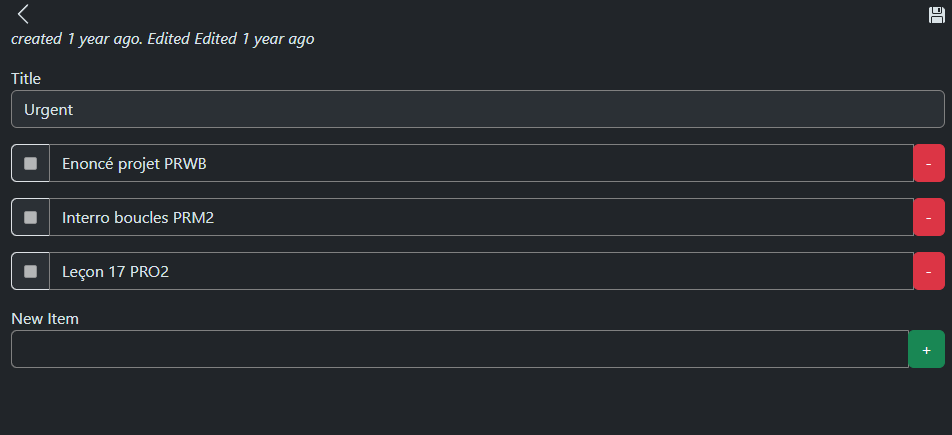 created 1 year ago. Edited Edited 1 year ago
Title
Urgent
Enoncé projet PRWB
-
Interro boucles PRM2
-
Leçon 17 PRO2
-
New Item
+